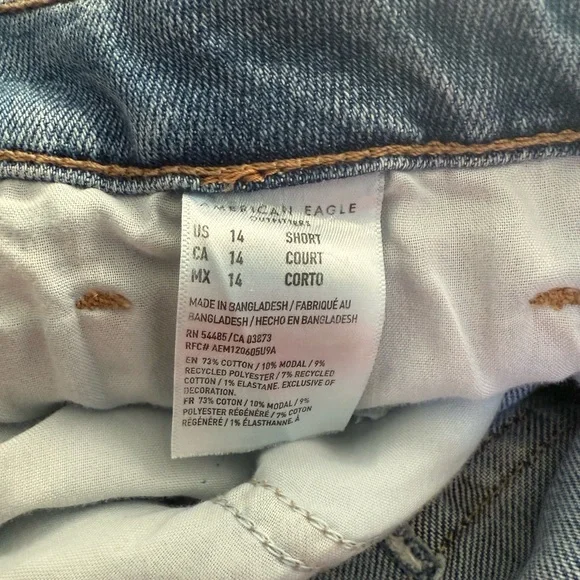 AMERICAN EAGLE
OUTFITTERS
US 14 SHORT
CA 14 COURT
MX 14 CORTO
MADE IN BANGLADESH / FABRIQUÉ AU
BANGLADESH / HECHO EN BANGLADESH
RN 54485 / CA 03873
RFC# AEM120605U9A
EN 73% COTTON / 10% MODAL / 9%
RECYCLED POLYESTER / 7% RECYCLED
COTTON / 1% ELASTANE. EXCLUSIVE OF
DECORATION.
FR 73% COTON / 10% MODAL / 9%
POLYESTER RÉGÉNÉRÉ / 7% COTON
RÉGÉNÉRÉ / 1% ÉLASTHANNE. À